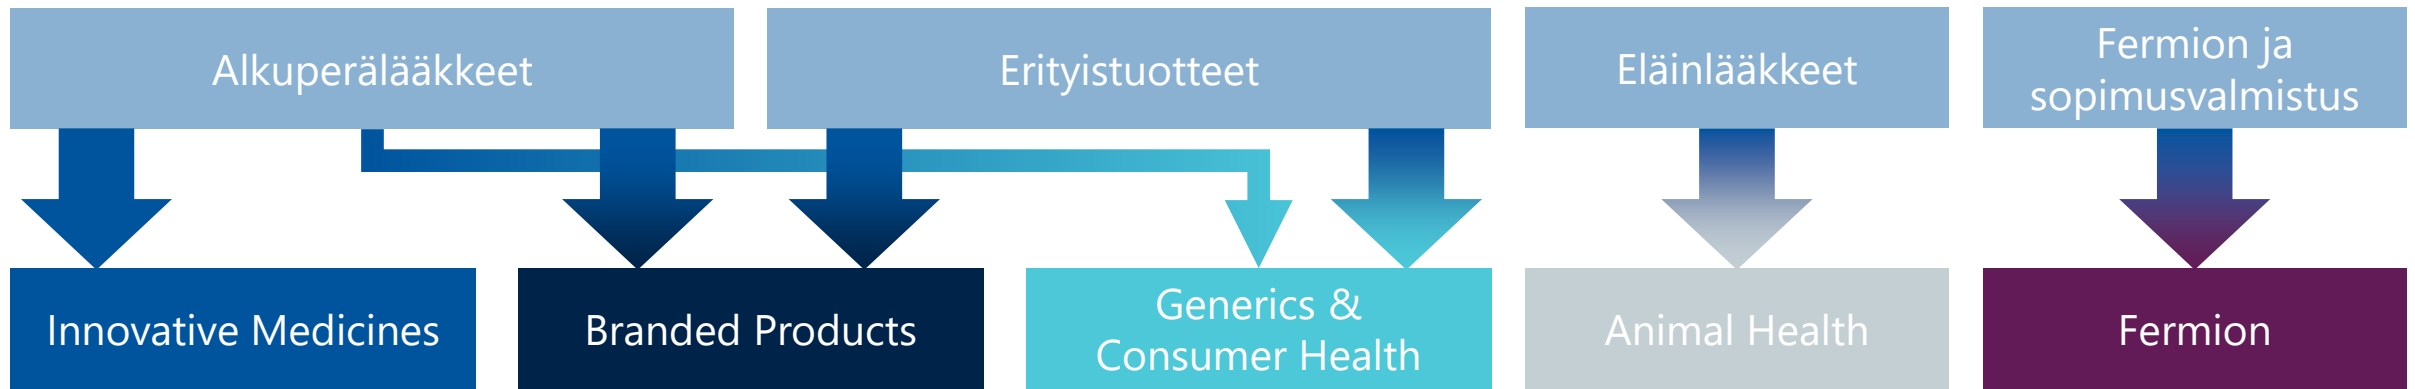 Alkuperälääkkeet
Erityistuotteet
Eläinlääkkeet
Fermion ja
sopimusvalmistus
Innovative Medicines
Branded Products
Generics &
Consumer Health
Animal Health
Fermion